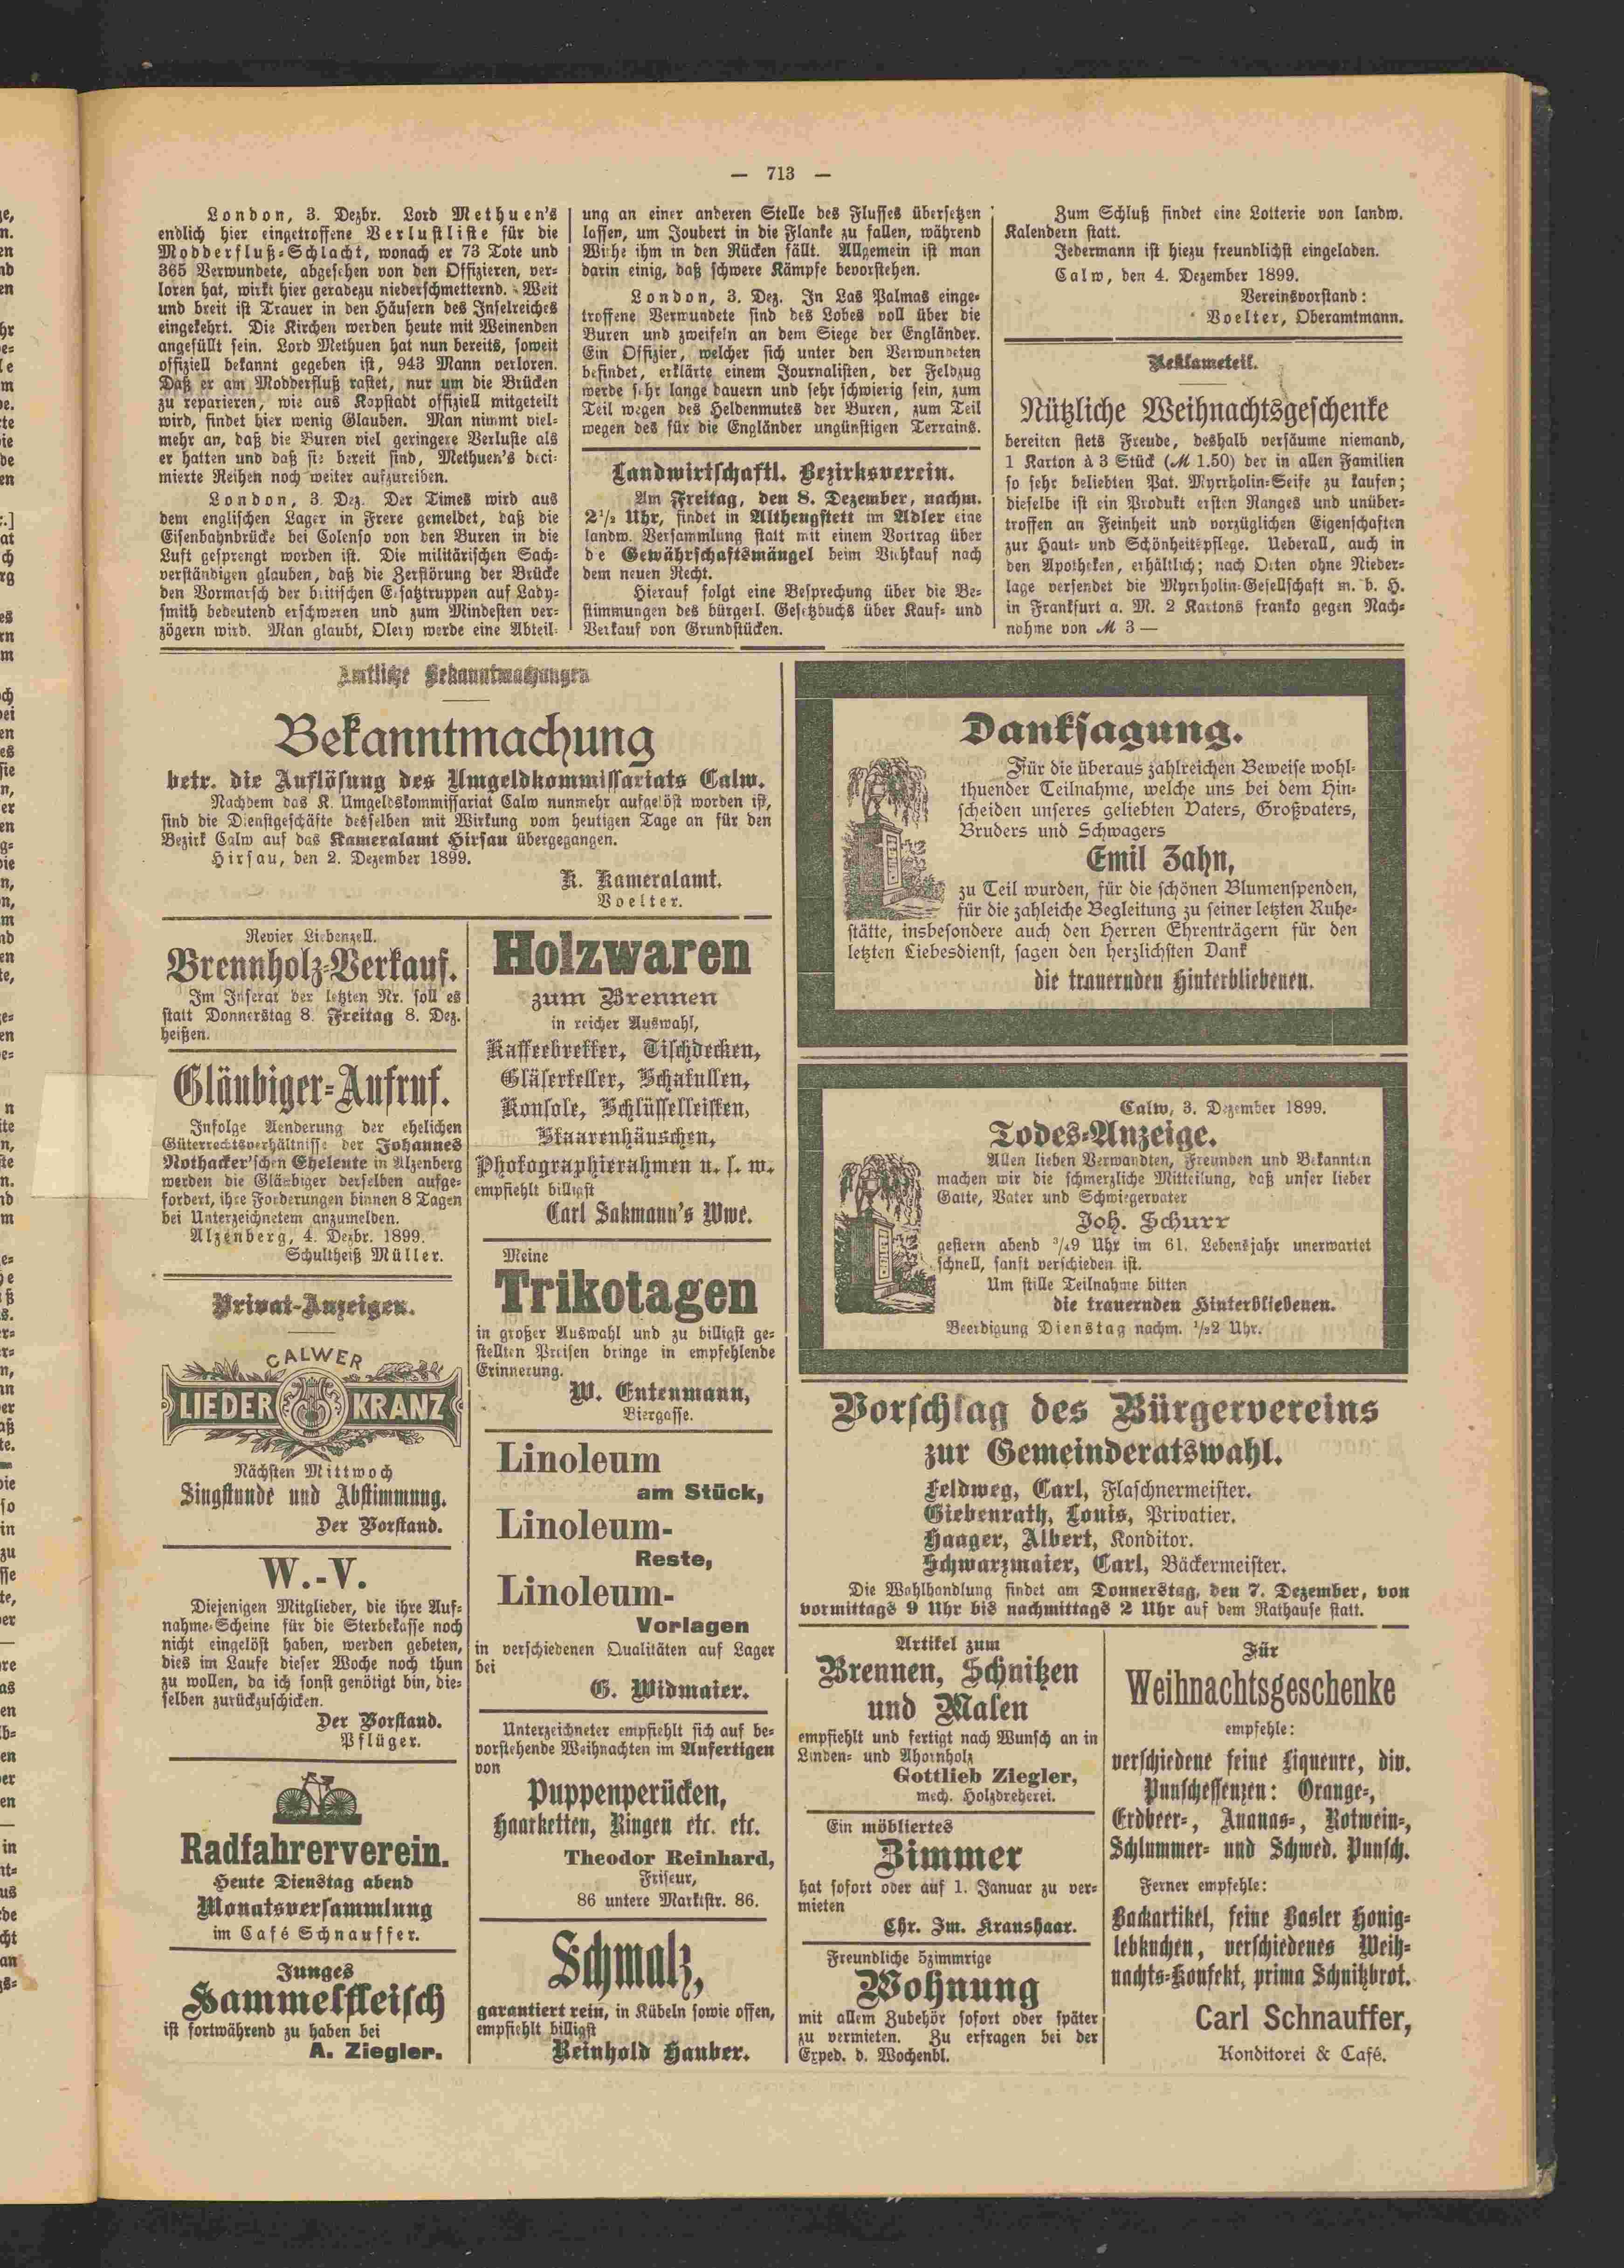 — 713 —
London, 3. Dezbr. Lord Methuen's
endlich hier eingetroffene Verlustliste für die
Modderfluß-Schlacht, wonach er 73 Tote und
365 Verwundete, abgesehen von den Offizieren, ver-
loren hat, wirkt hier geradezu niederschmetternd. Weit
und breit ist Trauer in den Häusern des Inselreiches
eingekehrt. Die Kirchen werden heute mit Weinenden
angefüllt sein. Lord Methuen hat nun bereits, soweit
offiziell bekannt gegeben ist, 943 Mann verloren.
Daß er am Modderfluß rastet, nur um die Brücken
zu reparieren, wie aus Kapstadt offiziell mitgeteilt
wird, findet hier wenig Glauben. Man nimmt viel-
mehr an, daß die Buren viel geringere Verluste als
er hatten und daß sie bereit sind, Methuen's deci-
mierte Reihen noch weiter aufzureiben.
London, 3. Dez. Der Times wird aus
dem englischen Lager in Frere gemeldet, daß die
Eisenbahnbrücke bei Colenso von den Buren in die
Luft gesprengt worden ist. Die militärischen Sach-
verständigen glauben, daß die Zerstörung der Brücke
den Vormarsch der britischen Ersatztruppen auf Lady-
smith bedeutend erschweren und zum Mindesten ver-
zögern wird. Man glaubt, Olery werde eine Abteil-
ung an einer anderen Stelle des Flusses übersetzen
lassen, um Joubert in die Flanke zu fallen, während
Withe ihm in den Rücken fällt. Allgemein ist man
darin einig, daß schwere Kämpfe bevorstehen.
London, 3. Dez. In Las Palmas einge-
troffene Verwundete sind des Lobes voll über die
Buren und zweifeln an dem Siege der Engländer.
Ein Offizier, welcher sich unter den Verwundeten
befindet, erklärte einem Journalisten, der Feldzug
werde sehr lange dauern und sehr schwierig sein, zum
Teil wegen des Heldenmutes der Buren, zum Teil
wegen des für die Engländer ungünstigen Terrains.
Landwirtschaftl. Bezirksverein.
Am Freitag, den 8. Dezember, nachm.
2 1/2 Uhr, findet in Althengstett im Adler eine
landw. Versammlung statt mit einem Vortrag über
de Gewährschaftsmängel beim Viehkauf nach
dem neuen Recht.
Hierauf folgt eine Besprechung über die Be-
stimmungen des bürgerl. Gesetzbuchs über Kauf- und
Verkauf von Grundstücken.
Zum Schluß findet eine Lotterie von landw.
Kalendern statt.
Jedermann ist hiezu freundlichst eingeladen.
Calw, den 4. Dezember 1899.
Vereinsvorstand:
Voelter, Oberamtmann.
Reklameteil.
Nützliche Weihnachtsgeschenke
bereiten stets Freude, deshalb versäume niemand,
1 Karton à 3 Stück (M 1.50) der in allen Familien
so sehr beliebten Pat. Myrrholin-Seife zu kaufen;
dieselbe ist ein Produkt ersten Ranges und unüber-
troffen an Feinheit und vorzüglichen Eigenschaften
zur Haut- und Schönheitspflege. Ueberall, auch in
den Apotheken, erhältlich; nach Orten ohne Nieder-
lage versendet die Myrrholin-Gesellschaft m. b. H.
in Frankfurt a. M. 2 Kartons franko gegen Nach-
nahme von M 3 —
Amtliche Bekanntmachungen
Bekanntmachung
betr. die Auflösung des Umgeldkommissariats Calw.
Nachdem das K. Umgeldskommissariat Calw nunmehr aufgelöst worden ist,
sind die Dienstgeschäfte desselben mit Wirkung vom heutigen Tage an für den
Bezirk Calw auf das Kameralamt Hirsau übergegangen.
Hirsau, den 2. Dezember 1899.
K. Kameralamt.
Voelter.
Revier Liebenzell.
Brennholz-Verkauf.
Im Inserat der letzten Nr. soll es
statt Donnerstag 8. Freitag 8. Dez.
heißen.
Gläubiger-Aufruf.
Infolge Aenderung der ehelichen
Güterrechtsverhältnisse der Johannes
Rothacker'schen Eheleute in Alzenberg
werden die Gläubiger derselben aufge-
fordert, ihre Forderungen binnen 8 Tagen
bei Unterzeichnetem anzumelden.
Alzenberg, 4. Dezbr. 1899.
Schultheiß Müller.
Privat-Anzeigen.
CALWER
LIEDER KRANZ
Nächsten Mittwoch
Singstunde und Abstimmung.
Der Vorstand.
W.-V.
Diejenigen Mitglieder, die ihre Auf-
nahme-Scheine für die Sterbekasse noch
nicht eingelöst haben, werden gebeten,
dies im Laufe dieser Woche noch thun
zu wollen, da ich sonst genötigt bin, die-
selben zurückzuschicken.
Der Vorstand.
Pflüger.
Radfahrerverein.
Heute Dienstag abend
Monatsversammlung
im Café Schnauffer.
Junges
Hammelfleisch
ist fortwährend zu haben bei
A. Ziegler.
Holzwaren
zum Brennen
in reicher Auswahl,
Kaffeebretter, Tischdecken,
Gläserteller, Schatullen,
Konsole, Schlüsselleisten,
Staarenhäuschen,
Photographierahmen u. s. w.
empfiehlt billigst
Carl Sakmann's Wwe.
Meine
Trikotagen
in großer Auswahl und zu billigst ge-
stellten Preisen bringe in empfehlende
Erinnerung.
W. Entenmann,
Biergasse.
Linoleum
am Stück,
Linoleum-
Reste,
Linoleum-
Vorlagen
in verschiedenen Qualitäten auf Lager
bei
G. Widmaier.
Unterzeichneter empfiehlt sich auf be-
vorstehende Weihnachten im Anfertigen
von
Puppenperücken,
Haarketten, Ringen etc. etc.
Theodor Reinhard,
Friseur,
86 untere Marktstr. 86.
Schmalz,
garantiert rein, in Kübeln sowie offen,
empfiehlt billigst
Reinhold Hauber.
Danksagung.
Für die überaus zahlreichen Beweise wohl-
thuender Teilnahme, welche uns bei dem Hin-
scheiden unseres geliebten Vaters, Großvaters,
Bruders und Schwagers
Emil Zahn,
zu Teil wurden, für die schönen Blumenspenden,
für die zahleiche Begleitung zu seiner letzten Ruhe-
stätte, insbesondere auch den Herren Ehrenträgern für den
letzten Liebesdienst, sagen den herzlichsten Dank
die trauernden Hinterbliebenen.
Calw, 3. Dezember 1899.
Todes-Anzeige.
Allen lieben Verwandten, Freunden und Bekannten
machen wir die schmerzliche Mitteilung, daß unser lieber
Gatte, Vater und Schwiegervater
Joh. Schurr
gestern abend 3/49 Uhr im 61. Lebensjahr unerwartet
schnell, sanft verschieden ist.
Um stille Teilnahme bitten
die trauernden Hinterbliebenen.
Beerdigung Dienstag nachm. 1/22 Uhr.
Vorschlag des Bürgervereins
zur Gemeinderatswahl.
Feldweg, Carl, Flaschnermeister.
Giebenrath, Louis, Privatier.
Haager, Albert, Konditor.
Schwarzmaier, Carl, Bäckermeister.
Die Wahlhandlung findet am Donnerstag, den 7. Dezember, von
vormittags 9 Uhr bis nachmittags 2 Uhr auf dem Rathause statt.
Artikel zum
Brennen, Schnitzen
und Malen
empfiehlt und fertigt nach Wunsch an in
Linden- und Ahornholz
Gottlieb Ziegler,
mech. Holzdreherei.
Ein möbliertes
Zimmer
hat sofort oder auf 1. Januar zu ver-
mieten
Chr. Im. Kraushaar.
Freundliche 5zimmrige
Wohnung
mit allem Zubehör sofort oder später
zu vermieten. Zu erfragen bei der
Exped. d. Wochenbl.
Für
Weihnachtsgeschenke
empfehle:
verschiedene feine Liqueure, div.
Punschessenzen: Orange-,
Erdbeer-, Ananas-, Rotwein-,
Schlummer- und Schwed. Punsch.
Ferner empfehle:
Backartikel, feine Basler Honig-
lebkuchen, verschiedenes Weih-
nachts-Konfekt, prima Schnitzbrot.
Carl Schnauffer,
Konditorei & Café.